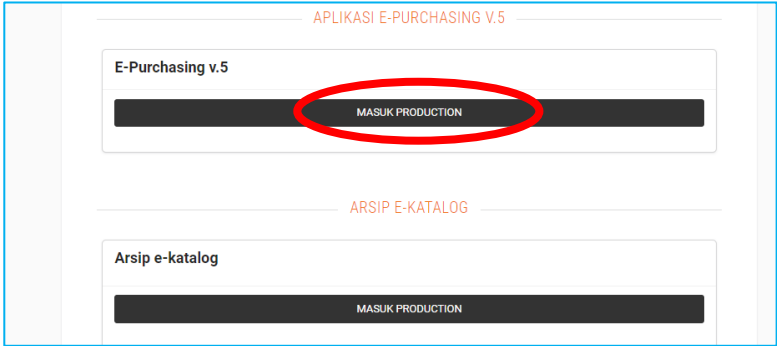 APLIKASI E-PURCHASING V.5
E-Purchasing v.5
MASUK PRODUCTION
ARSIP E-KATALOG
Arsip e-katalog
MASUK PRODUCTION